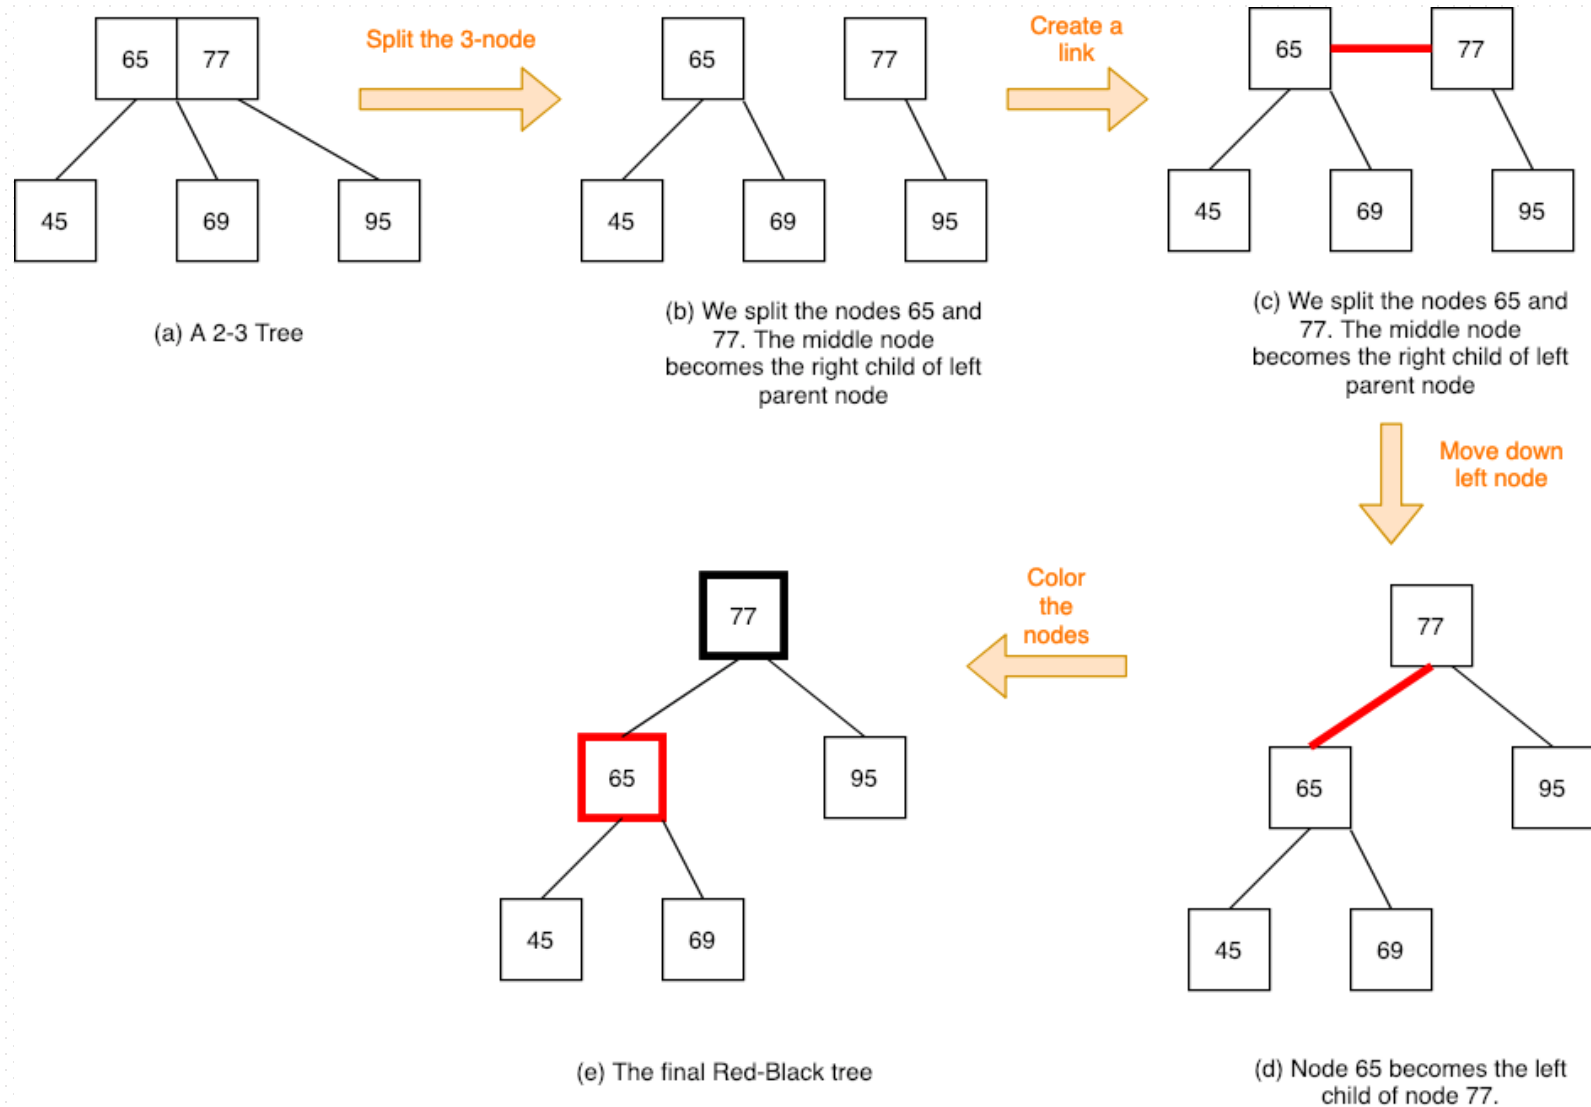 65 77
45 69 95
(a) A 2-3 Tree
Split the 3-node
65 77
45 69 95
(b) We split the nodes 65 and
77. The middle node
becomes the right child of left
parent node
Create a
link
65 77
45 69 95
(c) We split the nodes 65 and
77. The middle node
becomes the right child of left
parent node
Move down
left node
77
65 95
45 69
(d) Node 65 becomes the left
child of node 77.
Color
the
nodes
77
65 95
45 69
(e) The final Red-Black tree